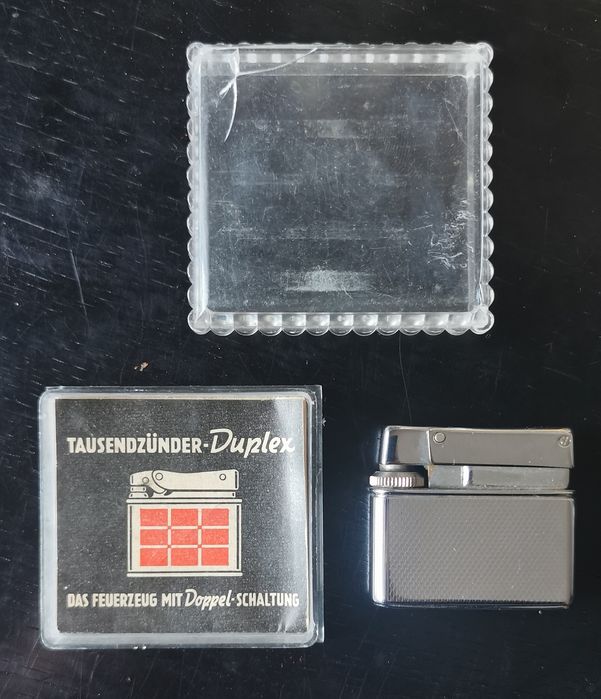 TAUSENDZÜNDER-Duplex
DAS FEUERZEUG MIT Doppel-SCHALTUNG